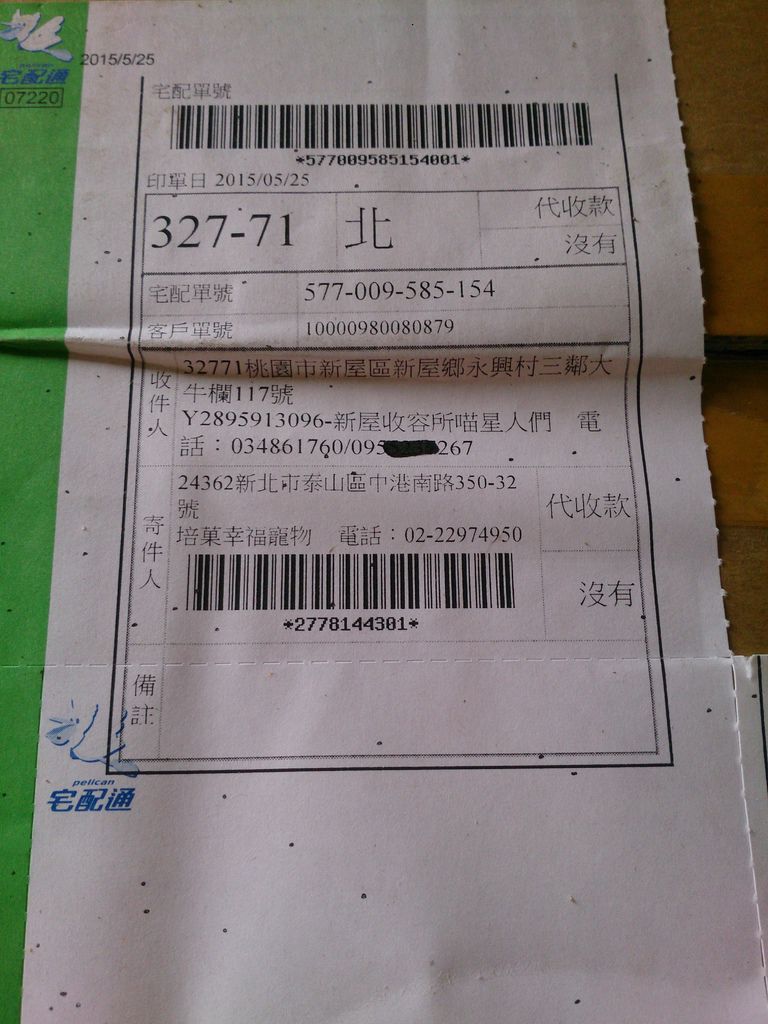 pelican
宅配通
07220
2015/5/25
宅配單號
*577009585154001*
印單日 2015/05/25
327-71 北 代收款
沒有
宅配單號 577-009-585-154
客戶單號 10000980080879
收件人
32771桃園市新屋區新屋鄉永興村三鄰大
牛欄117號
Y2895913096-新屋收容所喵星人們 電
話：034861760/095 267
寄件人
24362新北市泰山區中港南路350-32
號
培菓幸福寵物 電話：02-22974950
代收款
沒有
*2778144301*
備註
pelican
宅配通